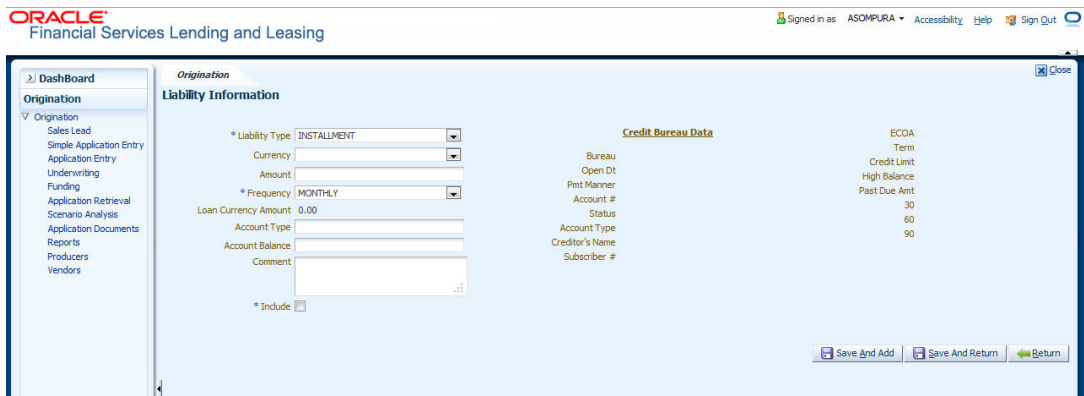 ORACLE®
Financial Services Lending and Leasing
Signed in as ASOMPURA Accessibility Help Sign Out
DashBoard
Origination
Origination
Sales Lead
Simple Application Entry
Application Entry
Underwriting
Funding
Application Retrieval
Scenario Analysis
Application Documents
Reports
Producers
Vendors
Origination
Close
Liability Information
* Liability Type INSTALLMENT
Currency
Amount
* Frequency MONTHLY
Loan Currency Amount 0.00
Account Type
Account Balance
Comment
* Include
Credit Bureau Data
Bureau
Open Dt
Pmt Manner
Account #
Status
Account Type
Creditor's Name
Subscriber #
ECOA
Term
Credit Limit
High Balance
Past Due Amt
30
60
90
Save And Add Save And Return Return